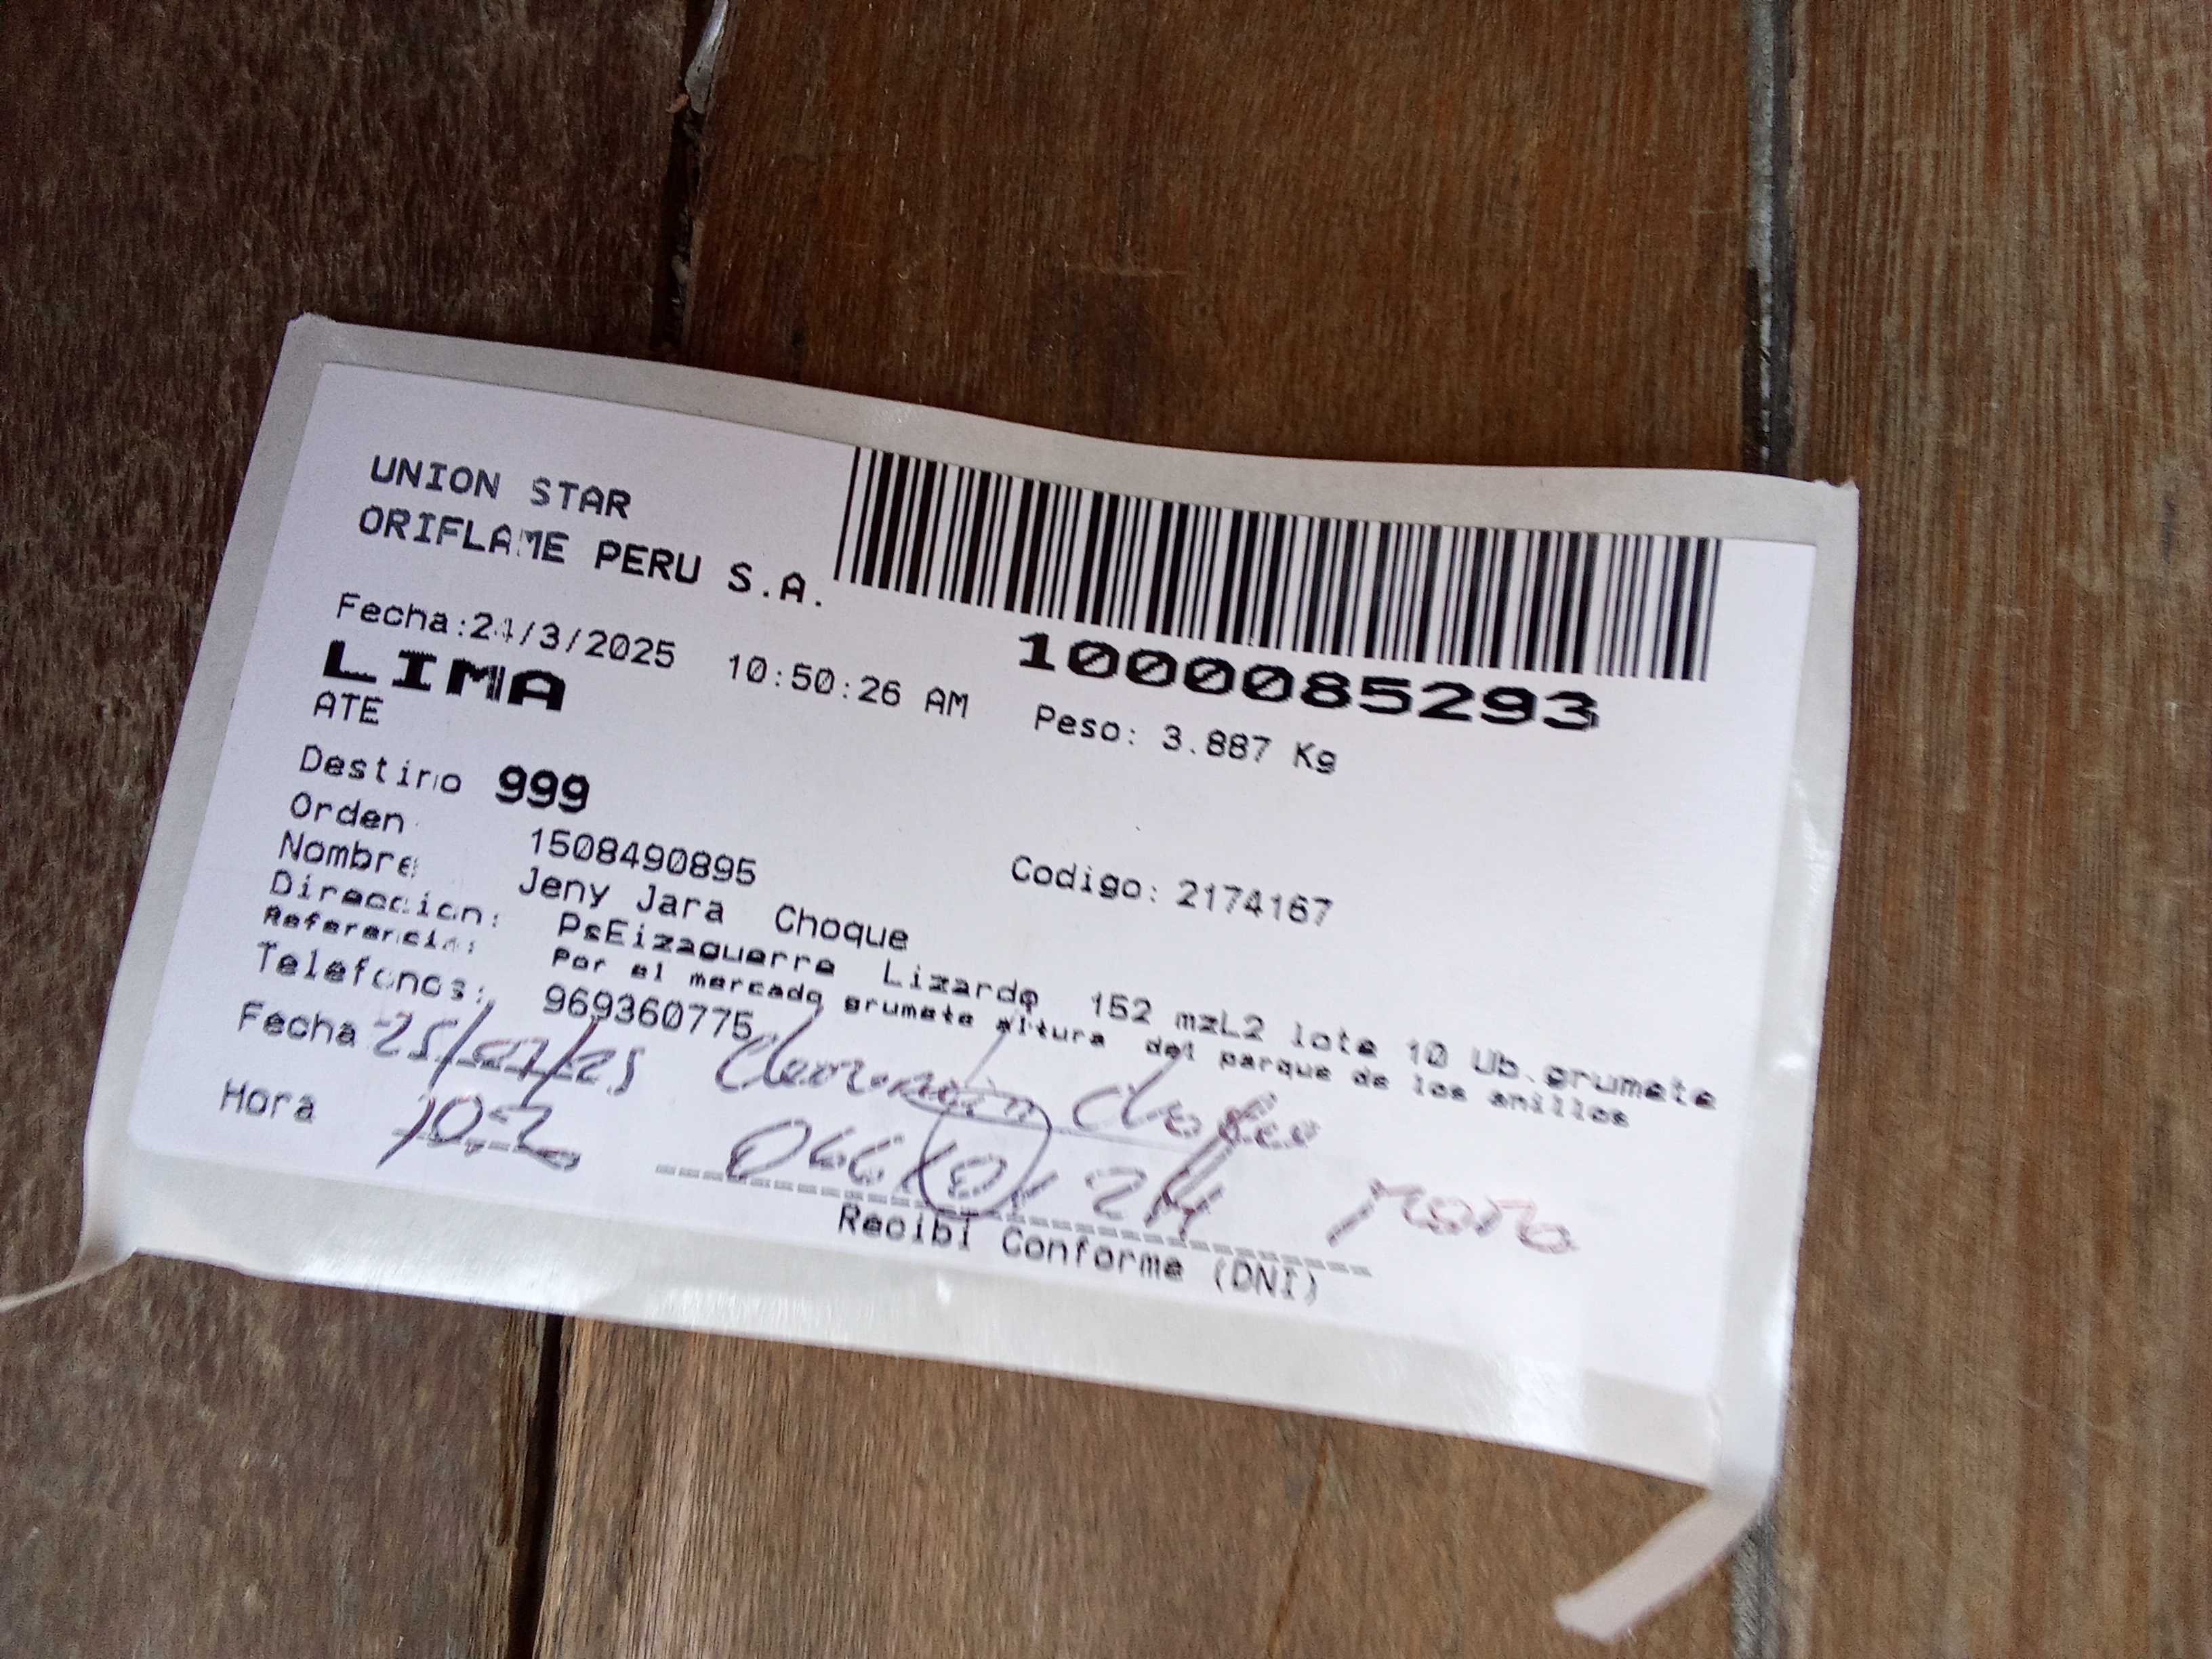 UNION STAR
ORIFLAME PERU S.A.
1000085293
Fecha:24/3/2025 10:50:26 AM
Peso: 3.887 Kg
LIMA
ATE
Destino 999
Orden 1508490895 Codigo: 2174167
Nombre: Jeny Jara Choque
Direccion: PsEizaguerre Lizardo 152 mzL2 lote 10 Ub.grumete
Referencia: Por el mercado grumete altura del parque de los anillos
Telefonos: 969360775
Fecha
Hora
Recibi Conforme (DNI)